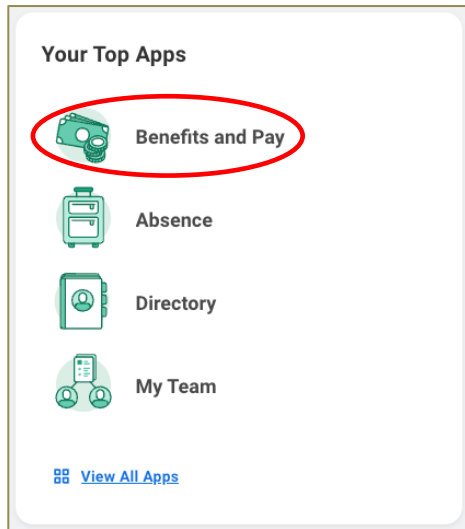 Your Top Apps
Benefits and Pay
Absence
Directory
My Team
View All Apps